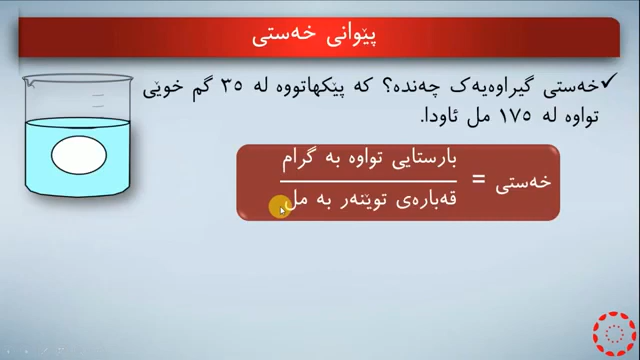 پێوانی خەستی
✓خەستی گیراوەیەک چەندە؟ کە پێکهاتووە لە ٣٥ گم خوێی
تواوە لە ١٧٥ مل ئاودا.
بارستایی تواوە بە گرام
خەستی =
قەبارەی توێنەر بە مل